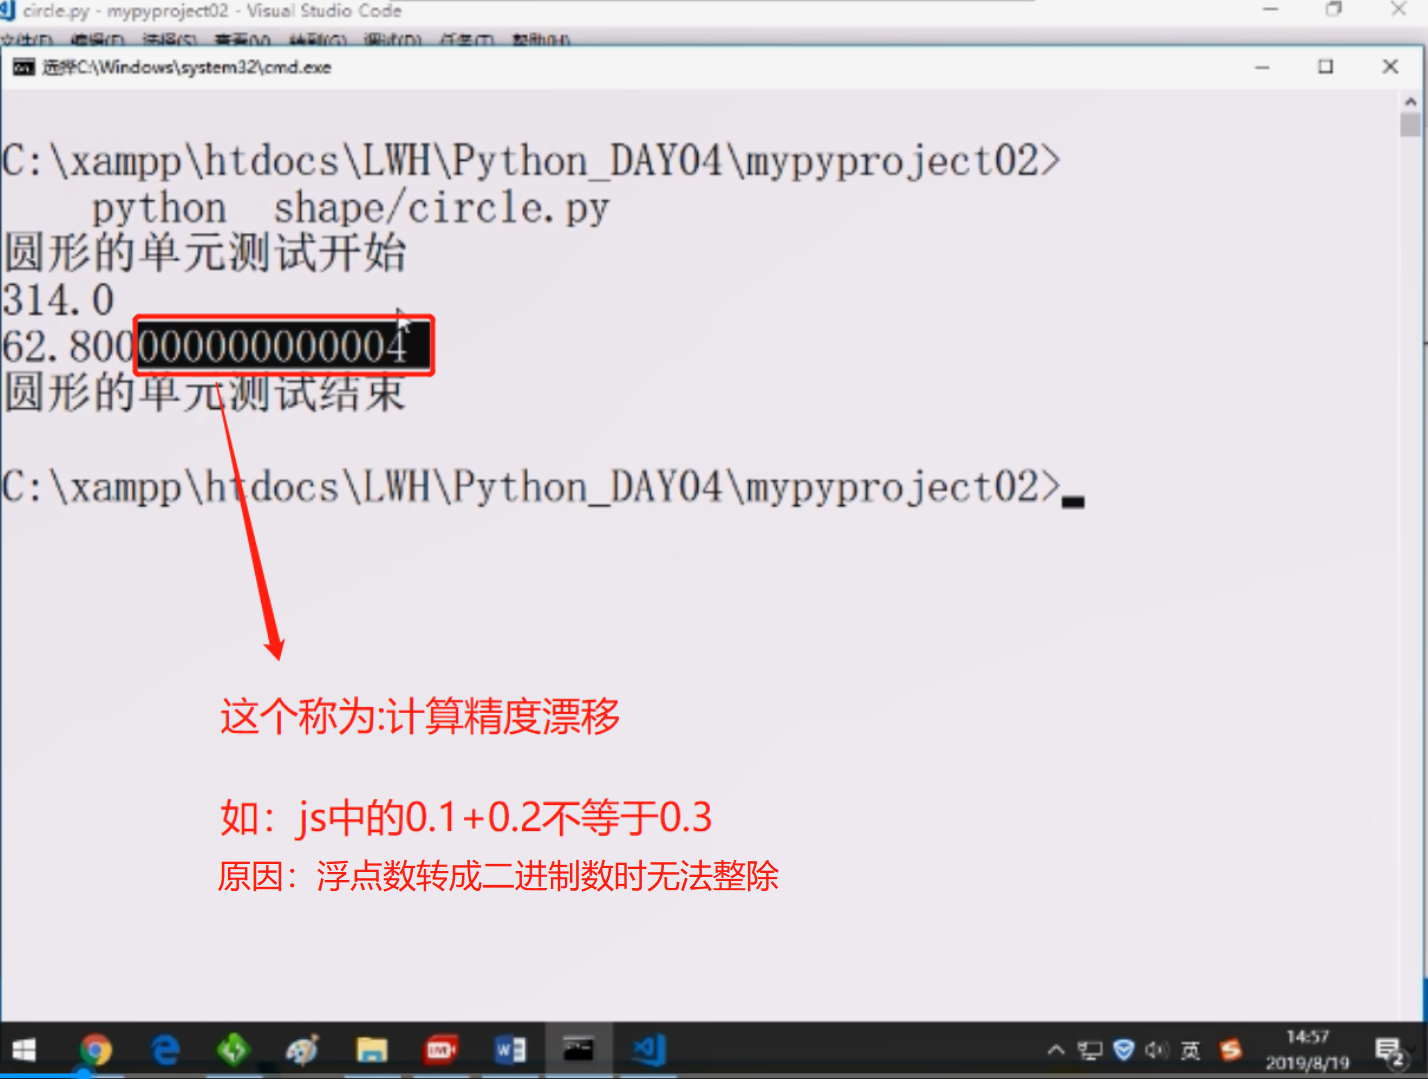 circle.py - mypyproject02 - Visual Studio Code
文件(F) 编辑(E) 选择(S) 查看(V) 转到(G) 调试(D) 任务(T) 帮助(H)
选择C:\Windows\system32\cmd.exe
C:\xampp\htdocs\LWH\Python_DAY04\mypyproject02>
python shape/circle.py
圆形的单元测试开始
314.0
62.800000000000004
圆形的单元测试结束
C:\xampp\htdocs\LWH\Python_DAY04\mypyproject02>
这个称为:计算精度漂移
如：js中的0.1+0.2不等于0.3
原因：浮点数转成二进制数时无法整除
LIVE
英
14:57
2019/8/19
2